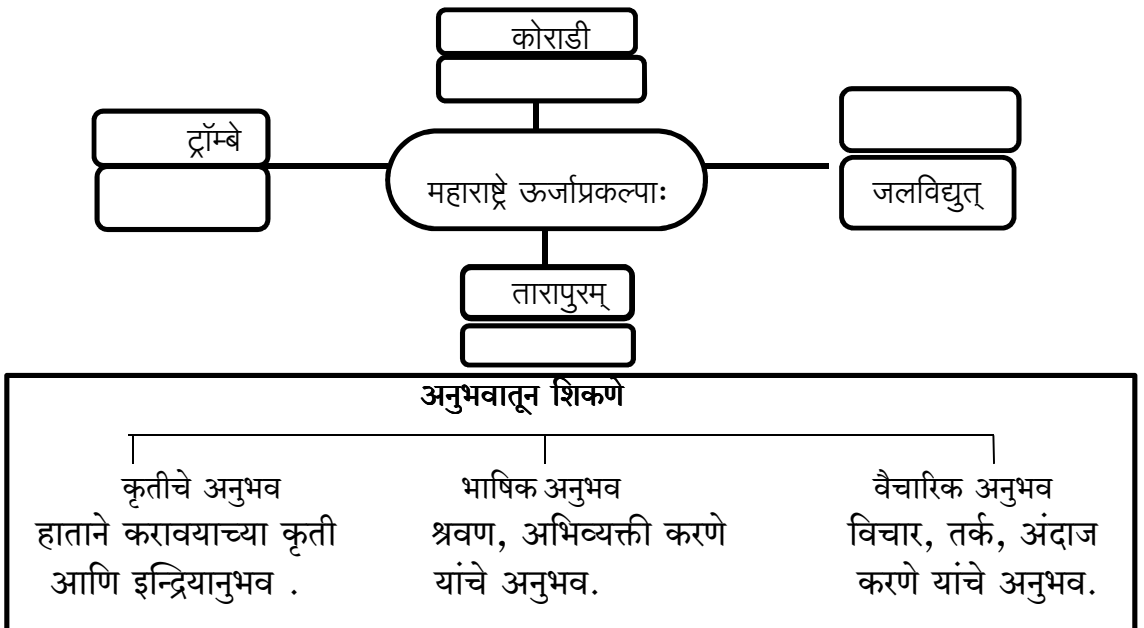 कोराडी
ट्रॉम्बे
महाराष्ट्रे ऊर्जाप्रकल्पाः
जलविद्युत्
तारापुरम्
अनुभवातून शिकणे
कृतीचे अनुभव
हाताने करावयाच्या कृती
आणि इन्द्रियानुभव .
भाषिक अनुभव
श्रवण, अभिव्यक्ती करणे
यांचे अनुभव.
वैचारिक अनुभव
विचार, तर्क, अंदाज
करणे यांचे अनुभव.